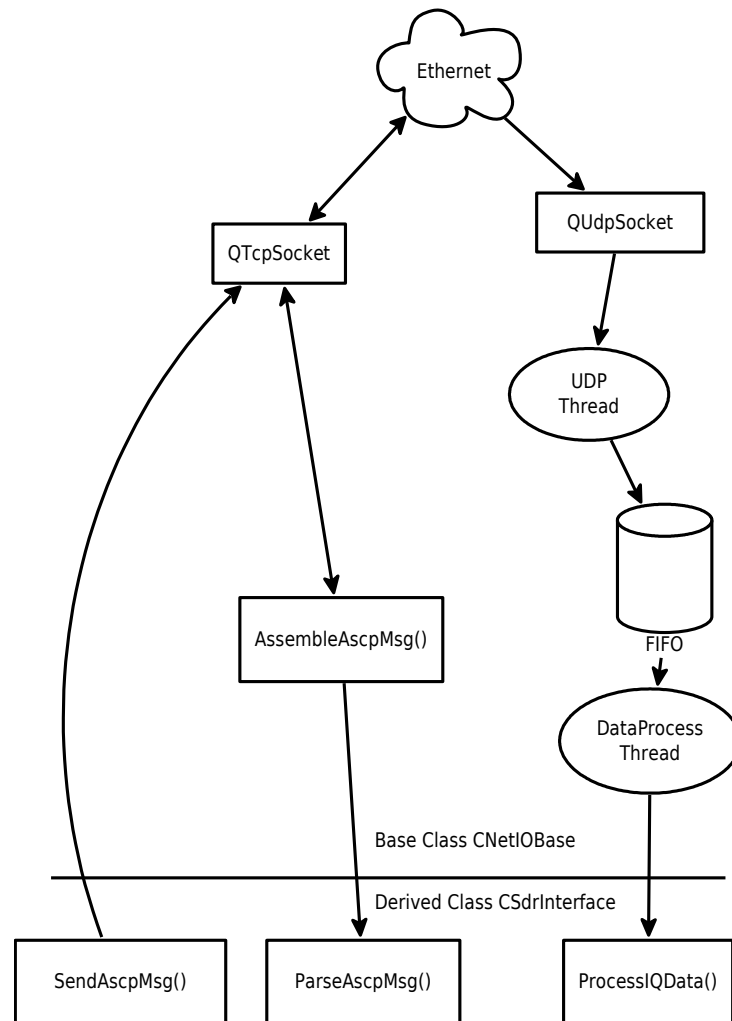 Ethernet
QTcpSocket
QUdpSocket
UDP
Thread
AssembleAscpMsg()
FIFO
DataProcess
Thread
Base Class CNetIOBase
Derived Class CSdrInterface
SendAscpMsg()
ParseAscpMsg()
ProcessIQData()